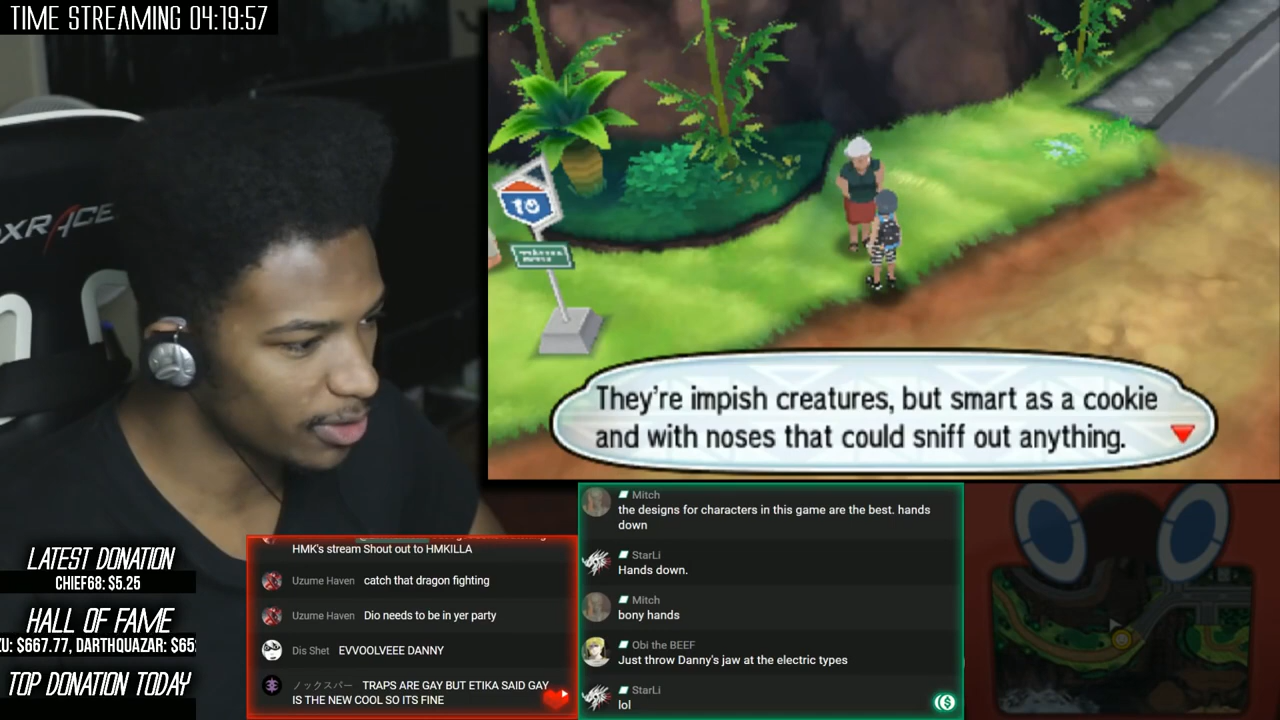 TIME STREAMING 04:19:57
XRACE
10
They're impish creatures, but smart as a cookie
and with noses that could sniff out anything.
LATEST DONATION
CHIEF68: $5.25
HALL OF FAME
ZU: $667.77, DARTHQUAZAR: $65
TOP DONATION TODAY
HMK's stream Shout out to HMKILLA
Uzume Haven catch that dragon fighting
Uzume Haven Dio needs to be in yer party
Dis Shet EVVOOLVEEE DANNY
ノックスバー TRAPS ARE GAY BUT ETIKA SAID GAY
IS THE NEW COOL SO ITS FINE
Mitch
the designs for characters in this game are the best. hands
down
StarLi
Hands down.
Mitch
bony hands
Obi the BEEF
Just throw Danny's jaw at the electric types
StarLi
lol